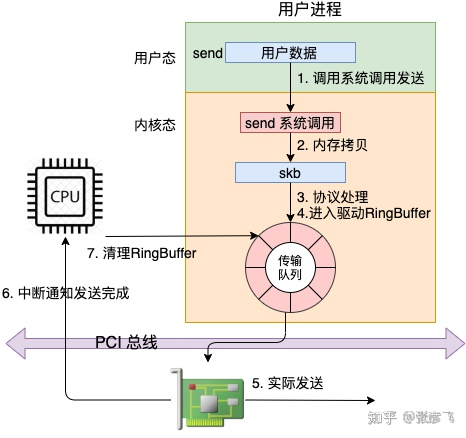 用户进程
用户态
send
用户数据
1. 调用系统调用发送
内核态
send 系统调用
2. 内存拷贝
skb
3. 协议处理
4.进入驱动RingBuffer
CPU
7. 清理RingBuffer
传输
队列
6. 中断通知发送完成
PCI 总线
5. 实际发送
知乎 @张彦飞